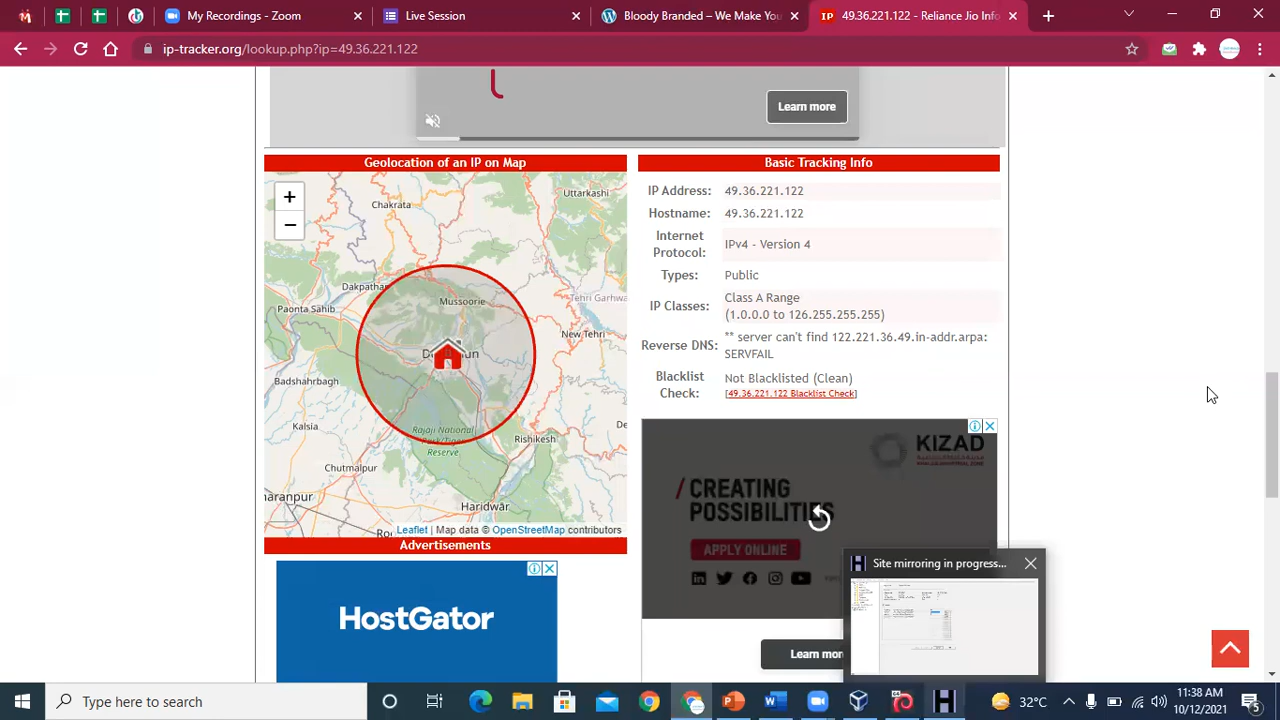 My Recordings - Zoom
Live Session
Bloody Branded – We Make You
IP
49.36.221.122 - Reliance Jio Info
ip-tracker.org/lookup.php?ip=49.36.221.122
Learn more
Geolocation of an IP on Map
Basic Tracking Info
+
−
Uttarkashi
Chakrata
Dakpathar
Mussoorie
Paonta Sahib
Tehri Garhwa
New Tehri
Badshahrbagh
Rajaji National
Park/Tiger
Reserve
Rishikesh
De
Kalsia
Chutmalpur
haranpur
Haridwar
Leaflet | Map data © OpenStreetMap contributors
IP Address: 49.36.221.122
Hostname: 49.36.221.122
Internet Protocol: IPv4 - Version 4
Types: Public
IP Classes: Class A Range
(1.0.0.0 to 126.255.255.255)
Reverse DNS: ** server can't find 122.221.36.49.in-addr.arpa:
SERVFAIL
Blacklist Check: Not Blacklisted (Clean)
[49.36.221.122 Blacklist Check]
Advertisements
HostGator
KIZAD
/ CREATING
POSSIBILITIES
APPLY ONLINE
Learn mor
Site mirroring in progress...
Type here to search
32°C
11:38 AM
10/12/2021
5